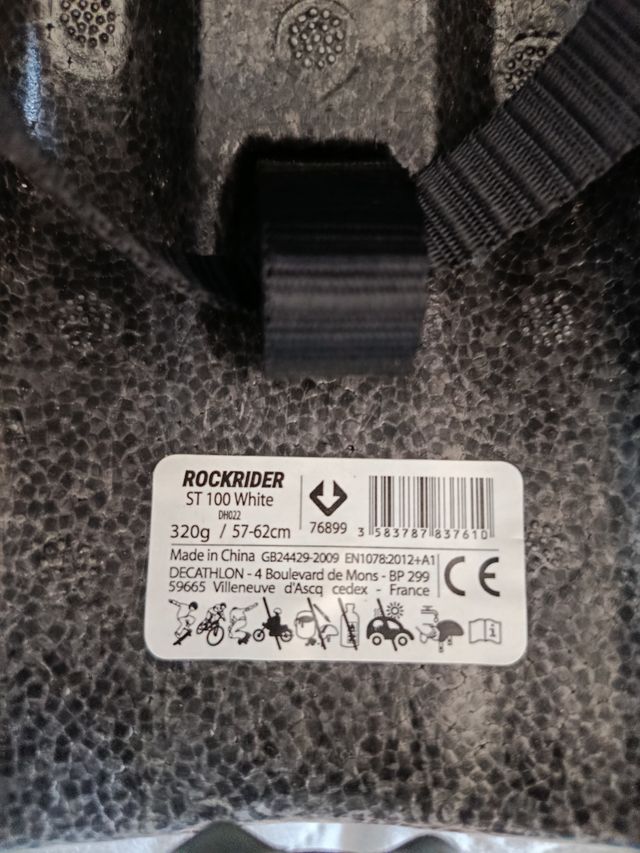 ROCKRIDER
ST 100 White
DH022
320g / 57-62cm
76899
3 583787 837610
Made in China GB24429-2009 EN1078:2012+A1
DECATHLON - 4 Boulevard de Mons - BP 299
59665 Villeneuve d'Ascq cedex - France
CE